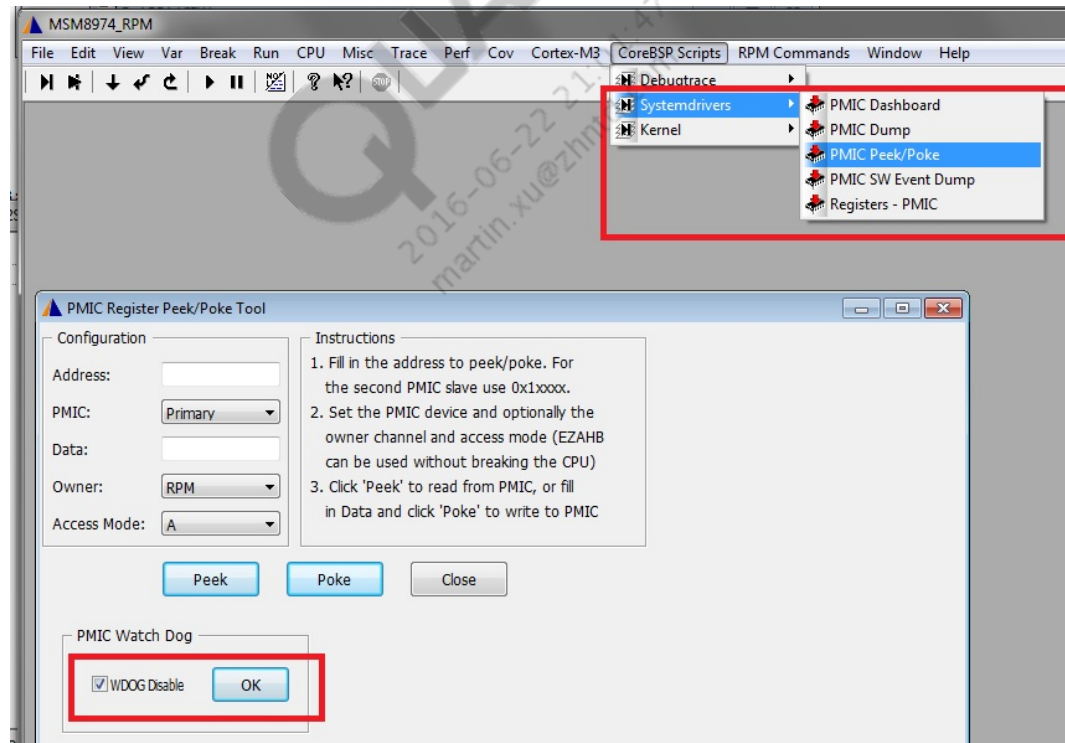 MSM8974_RPM
File Edit View Var Break Run CPU Misc Trace Perf Cov Cortex-M3 CoreBSP Scripts RPM Commands Window Help
STOP
Debugtrace
Systemdrivers
Kernel
PMIC Dashboard
PMIC Dump
PMIC Peek/Poke
PMIC SW Event Dump
Registers - PMIC
QUA
2016-06-22 21:04:47
PMIC Register Peek/Poke Tool
Configuration
Address:
PMIC: Primary
Data:
Owner: RPM
Access Mode: A
Instructions
1. Fill in the address to peek/poke. For
the second PMIC slave use 0x1xxxx.
2. Set the PMIC device and optionally the
owner channel and access mode (EZAHB
can be used without breaking the CPU)
3. Click 'Peek' to read from PMIC, or fill
in Data and click 'Poke' to write to PMIC
Peek Poke Close
PMIC Watch Dog
WDOG Disable OK